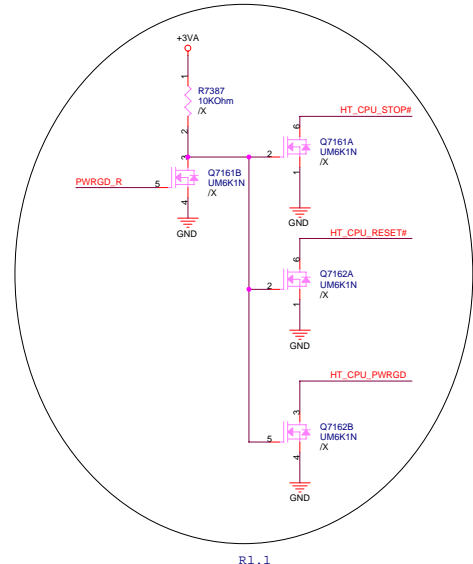 +3VA
1
R7387
10KOhm
/X
2
HT_CPU_STOP#
6
3
2
Q7161A
UM6K1N
/X
1
GND
PWRGD_R
5
Q7161B
UM6K1N
/X
4
GND
HT_CPU_RESET#
6
2
Q7162A
UM6K1N
/X
1
GND
HT_CPU_PWRGD
3
5
Q7162B
UM6K1N
/X
4
GND
R1.1